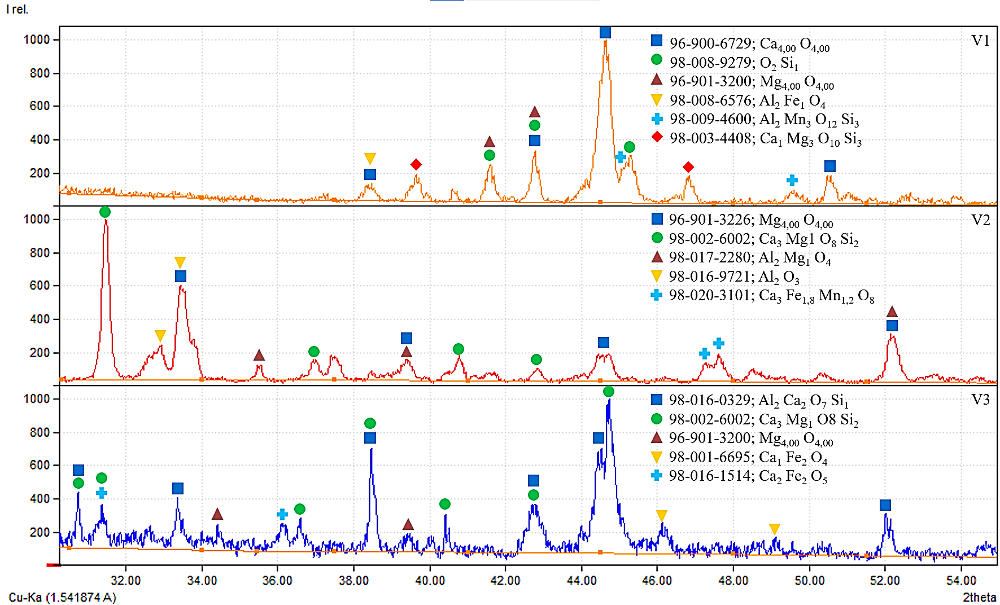 I rel.
1000
800
600
400
200
V1
96-900-6729; Ca4,00 O4,00
98-008-9279; O2 Si1
96-901-3200; Mg4,00 O4,00
98-008-6576; Al2 Fe1 O4
98-009-4600; Al2 Mn3 O12 Si3
98-003-4408; Ca1 Mg3 O10 Si3
1000
800
600
400
200
V2
96-901-3226; Mg4,00 O4,00
98-002-6002; Ca3 Mg1 O8 Si2
98-017-2280; Al2 Mg1 O4
98-016-9721; Al2 O3
98-020-3101; Ca3 Fe1,8 Mn1,2 O8
1000
800
600
400
200
V3
98-016-0329; Al2 Ca2 O7 Si1
98-002-6002; Ca3 Mg1 O8 Si2
96-901-3200; Mg4,00 O4,00
98-001-6695; Ca1 Fe2 O4
98-016-1514; Ca2 Fe2 O5
32.00 34.00 36.00 38.00 40.00 42.00 44.00 46.00 48.00 50.00 52.00 54.00
Cu-Ka (1.541874 A) 2theta